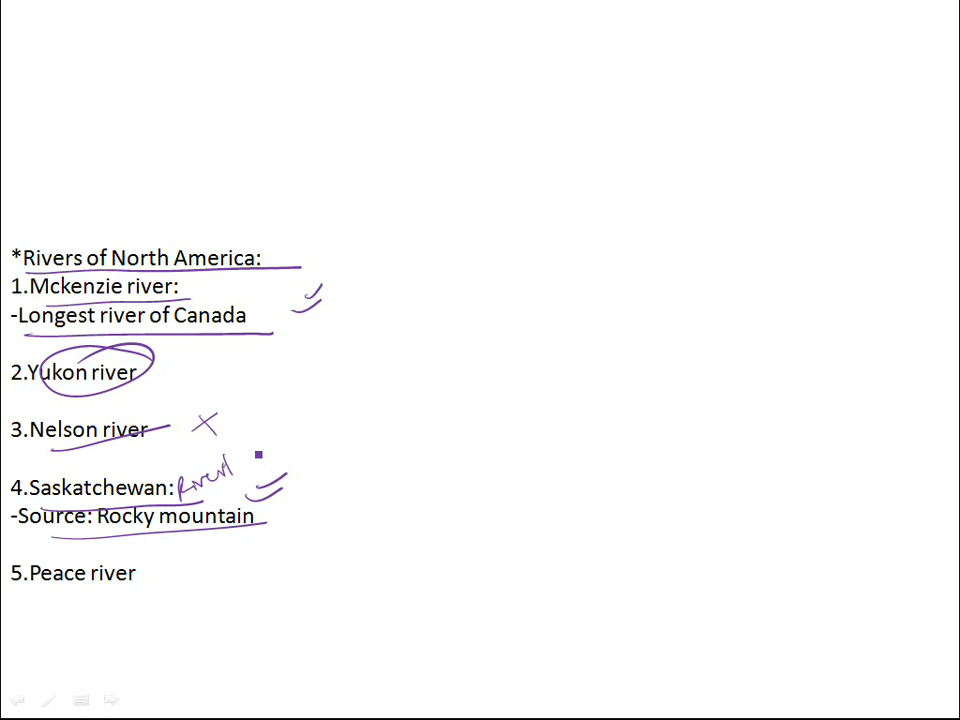 *Rivers of North America:
1.Mckenzie river:
-Longest river of Canada
2.Yukon river
3.Nelson river
4.Saskatchewan: River
-Source: Rocky mountain
5.Peace river